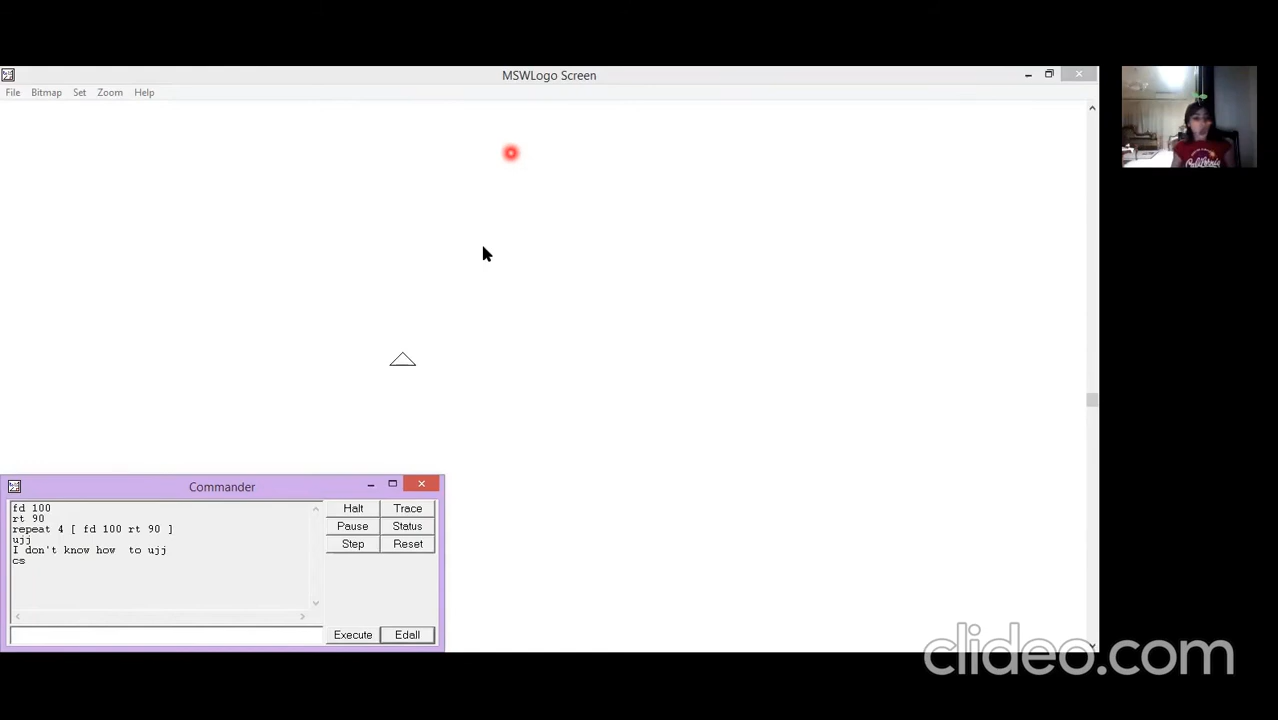 MSWLogo Screen
File Bitmap Set Zoom Help
Commander
fd 100
rt 90
repeat 4 [ fd 100 rt 90 ]
ujj
I don't know how  to ujj
cs
Halt Trace
Pause Status
Step Reset
Execute Edall
California
clideo.com